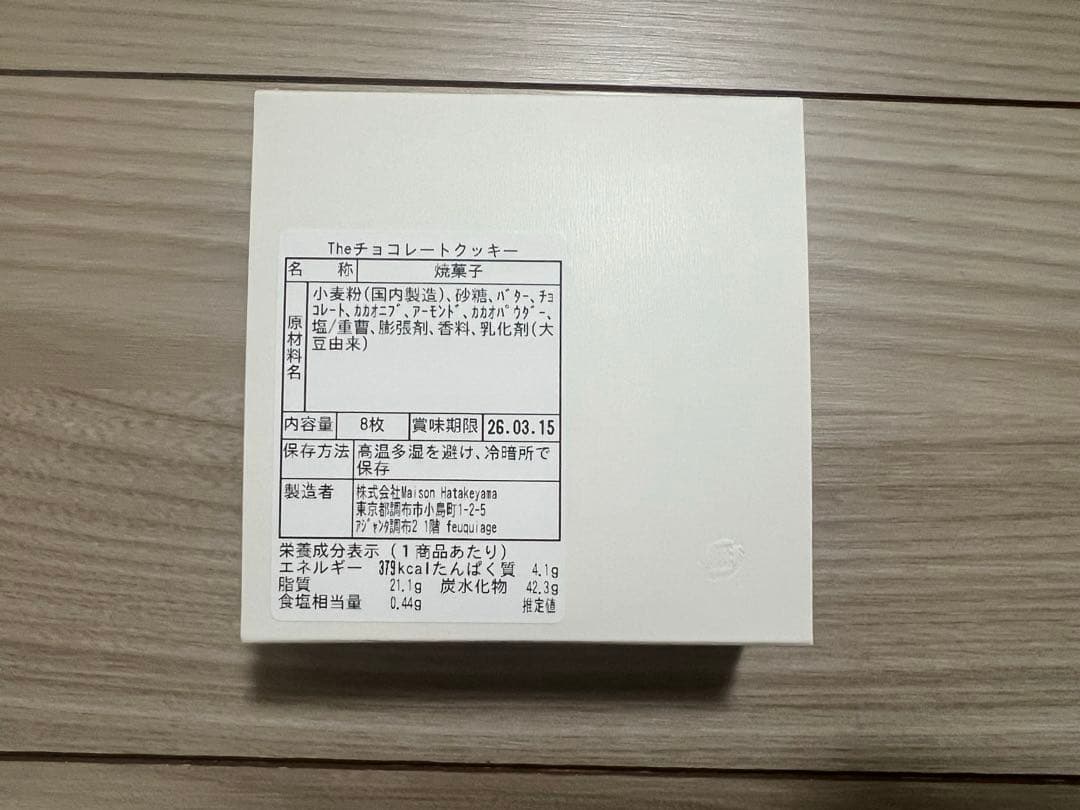 Theチョコレートクッキー
名 称 焼菓子
原材料名
小麦粉(国内製造)、砂糖、ﾊﾞﾀｰ、ﾁｮ
ｺﾚｰﾄ、ｶｶｵﾆﾌﾞ、ｱｰﾓﾝﾄﾞ、ｶｶｵﾊﾟｳﾀﾞｰ、
塩/重曹、膨張剤、香料、乳化剤(大
豆由来)
内容量 8枚 賞味期限 26.03.15
保存方法 高温多湿を避け、冷暗所で
保存
製造者 株式会社Maison Hatakeyama
東京都調布市小島町1-2-5
ｱｼﾞｬﾝﾀ調布2 1階 feuquiage
栄養成分表示(1商品あたり)
エネルギー 379kcalたんぱく質 4.1g
脂質 21.1g 炭水化物 42.3g
食塩相当量 0.44g 推定値